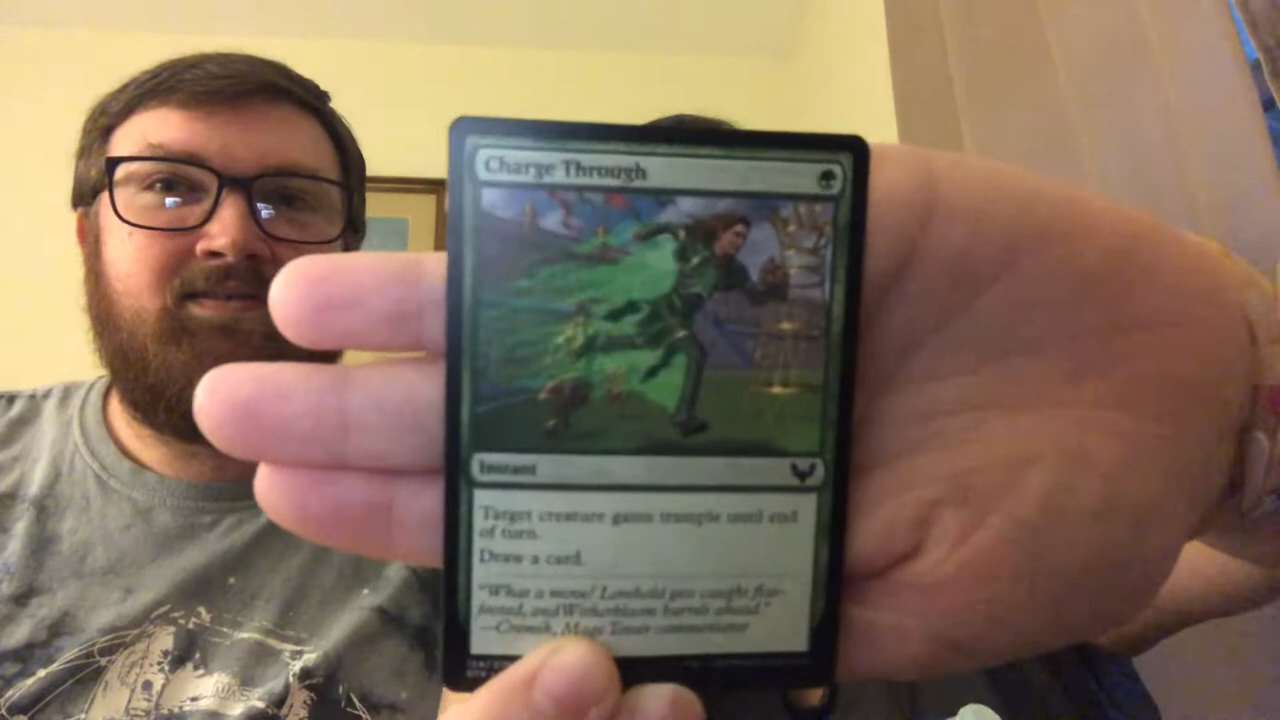 Charge Through
Instant
Target creature gains trample until end
of turn.
Draw a card.
"What a move! Lorehold gets caught flat-
footed, and Witherbloom barrels ahead."
Mage Tower commentator
NAS